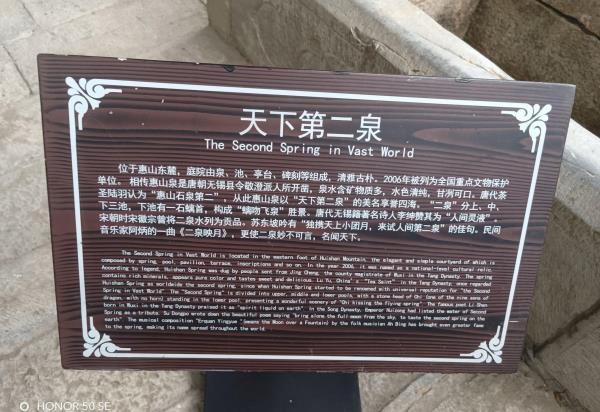 天下第二泉
The Second Spring in Vast World
位于惠山东麓，庭院由泉、池、亭台、碑刻等组成，清雅古朴。2006年被列为全国重点文物保护
单位。相传惠山泉是唐朝无锡县令敬澄派人所开凿，泉水含矿物质多，水色清纯，甘洌可口。唐代茶
圣陆羽认为“惠山石泉第二”，从此惠山泉以“天下第二泉”的美名享誉四海。“二泉”分上、中、
下三池，下池有一石螭首，构成“螭吻飞泉”胜景。唐代无锡籍著名诗人李绅赞其为“人间灵液”，
宋朝时宋徽宗曾将二泉水列为贡品。苏东坡吟有“独携天上小团月，来试人间第二泉”的佳句。民间
音乐家阿炳的一曲《二泉映月》，更使二泉妙不可言，名闻天下。
The Second Spring in Vast World is located in the eastern foot of Huishan Mountain, the elegant and simple courtyard of which is
composed by spring, pool, pavilion, terrace, inscriptions and so on. In the year 2006, it was named as a national-level cultural relic.
According to legend, Huishan Spring was dug by people sent from Jing Cheng, the county magistrate of Wuxi in the Tang Dynasty. The spring
contains rich minerals, appears pure color and tastes sweet and delicious. Lu Yu, China's "Tea Saint" in the Tang Dynasty, once regarded
Huishan Spring as worldwide the second spring, since when Huishan Spring started to be renowned with universal reputation for "the Second
Spring in Vast World". The "Second Spring" is divided into upper, middle and lower pools, with a stone head of Chi (one of the nine sons of
dragon, with no horn) standing in the lower pool, presenting a wonderful scenery of "Chi kissing the flying spring". The famous poet Li Shen
born in Wuxi in the Tang Dynasty praised it as "spirit liquid on earth". In the Song Dynasty, Emperor Huizong had listed the water of Second
Spring as a tribute. Su Dongpo wrote down the beautiful poem saying "bring alone the full moon from the sky, to taste the second spring on the
earth". The musical composition "Erquan Yingyue" (means the Moon over a Fountain) by the folk musician Ah Bing has brought even greater fame
to the spring, making its name spread throughout the world.
HONOR 50 SE